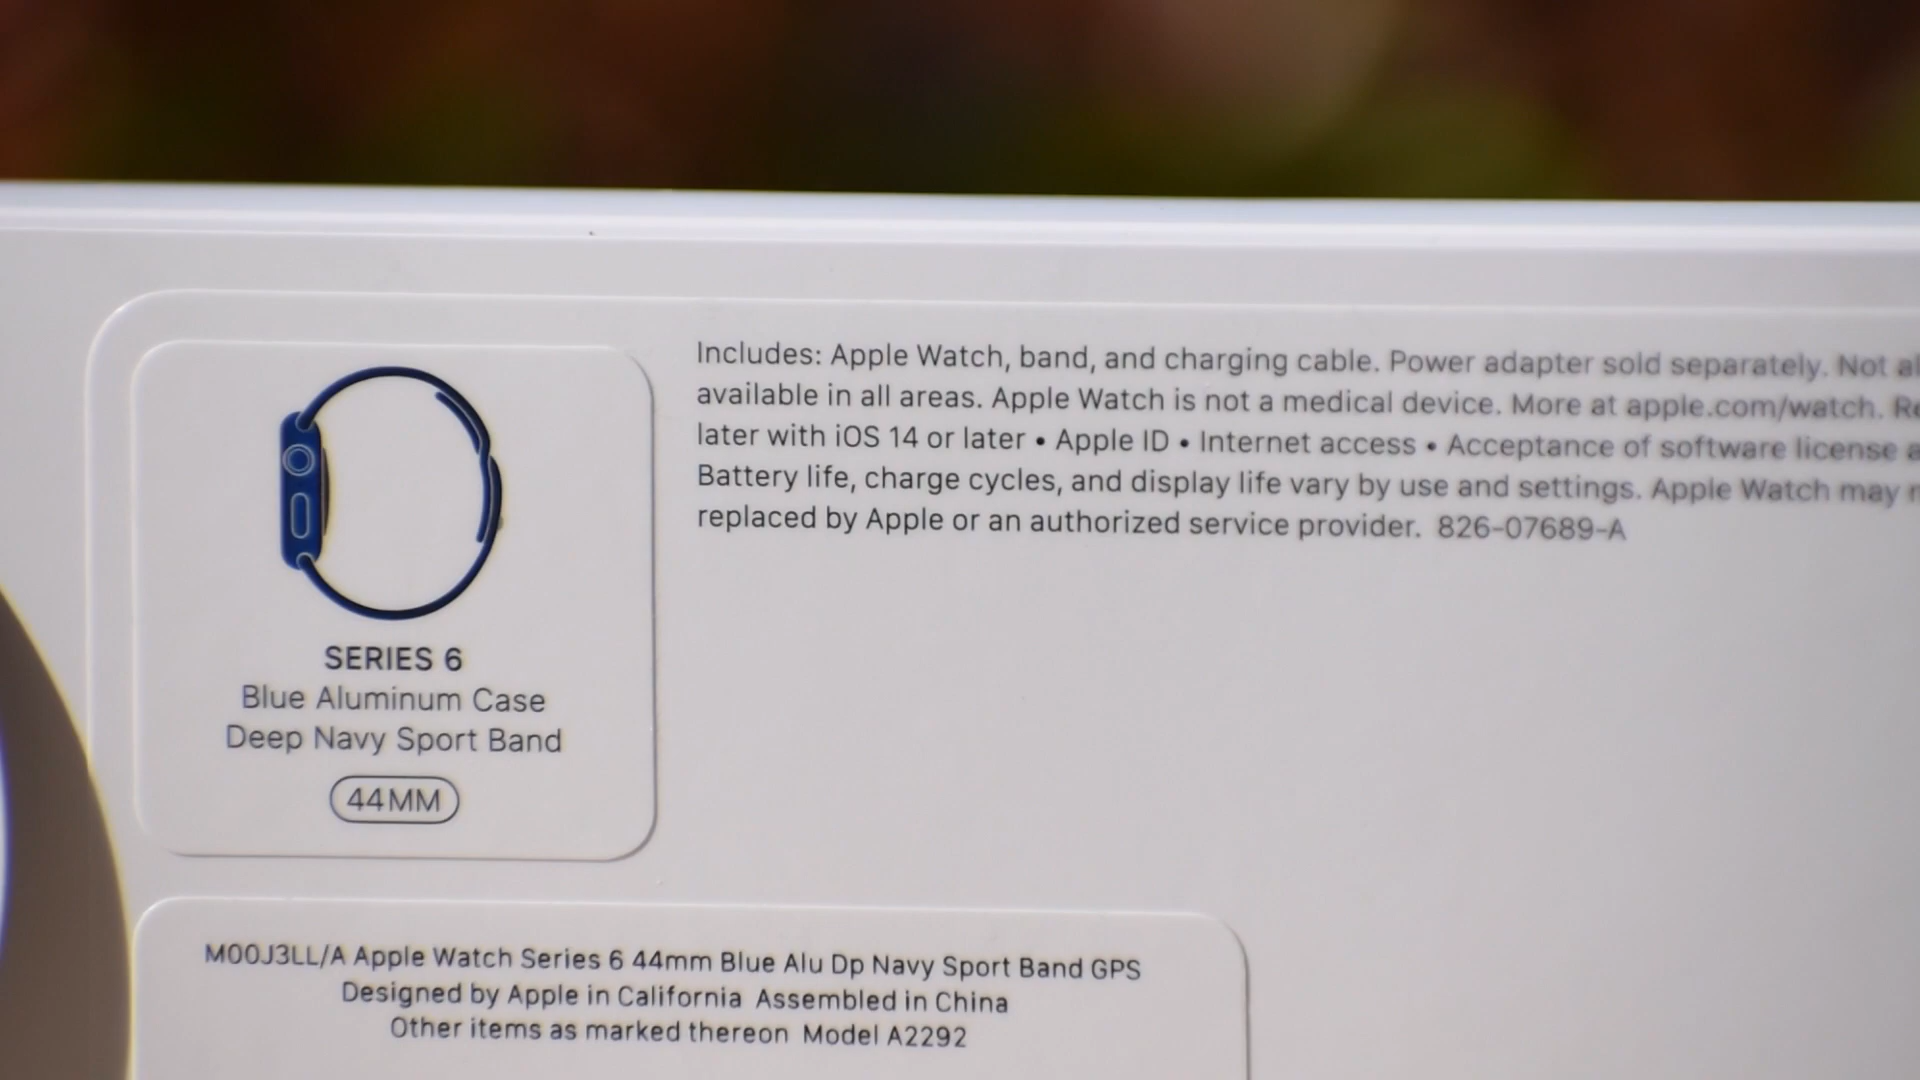 Includes: Apple Watch, band, and charging cable. Power adapter sold separately. Not
available in all areas. Apple Watch is not a medical device. More at apple.com/watch.
later with iOS 14 or later • Apple ID • Internet access • Acceptance of software license
Battery life, charge cycles, and display life vary by use and settings. Apple Watch may
replaced by Apple or an authorized service provider. 826-07689-A
SERIES 6
Blue Aluminum Case
Deep Navy Sport Band
44MM
M00J3LL/A Apple Watch Series 6 44mm Blue Alu Dp Navy Sport Band GPS
Designed by Apple in California Assembled in China
Other items as marked thereon Model A2292